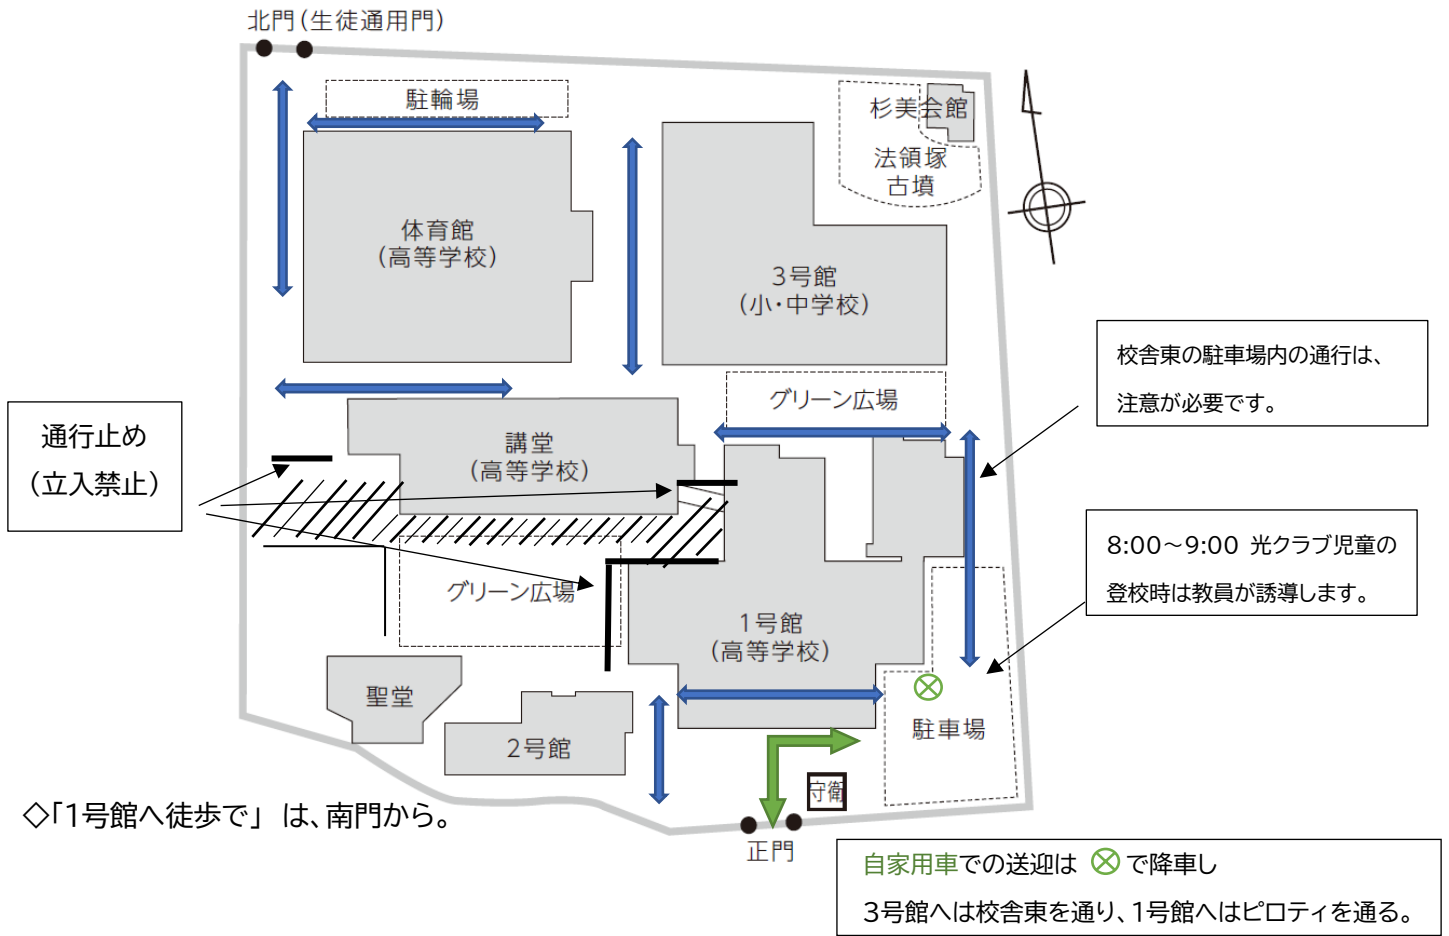 北門(生徒通用門)
駐輪場
杉美会館
法領塚
古墳
体育館
(高等学校)
3号館
(小・中学校)
校舎東の駐車場内の通行は、
注意が必要です。
グリーン広場
通行止め
(立入禁止)
講堂
(高等学校)
8:00~9:00 光クラブ児童の
登校時は教員が誘導します。
グリーン広場
1号館
(高等学校)
聖堂
2号館
駐車場
守衛
◇「1号館へ徒歩で」 は、南門から。
正門
自家用車での送迎は ⊗ で降車し
3号館へは校舎東を通り、1号館へはピロティを通る。